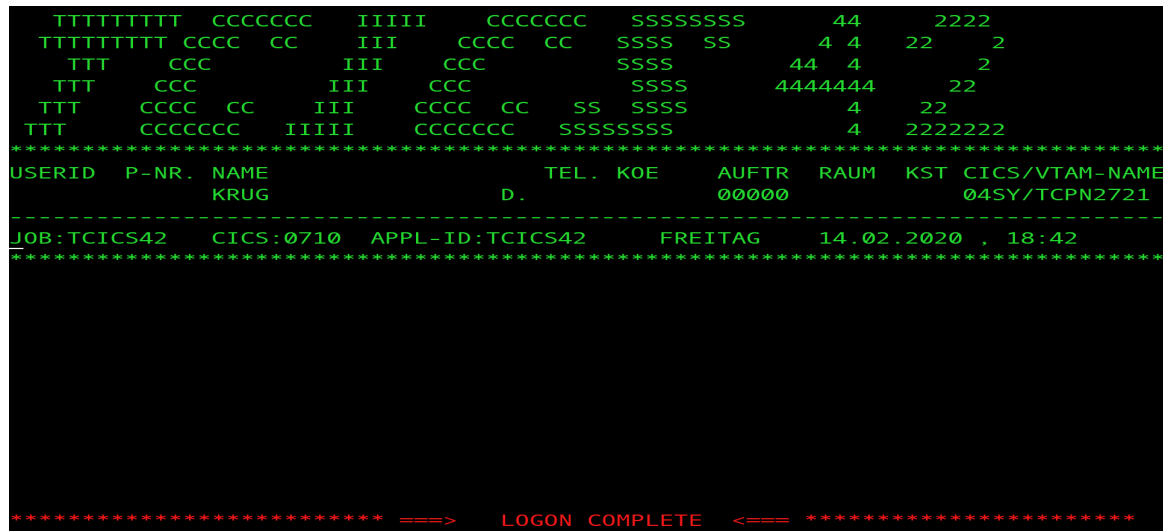 TTTTTTTTT CCCCCCC IIIII CCCCCCC SSSSSSSS 44 2222
TTTTTTTTT CCCC CC III CCCC CC SSSS SS 4 4 22 2
TTT CCC III CCC SSSS 44 4 2
TTT CCC III CCC SSSS 4444444 22
TTT CCCC CC III CCCC CC SS SSSS 4 22
TTT CCCCCCC IIIII CCCCCCC SSSSSSSS 4 2222222
********************************************************************************
USERID P-NR. NAME TEL. KOE AUFTR RAUM KST CICS/VTAM-NAME
KRUG D. 00000 04SY/TCPN2721
--------------------------------------------------------------------------------
JOB:TCICS42 CICS:0710 APPL-ID:TCICS42 FREITAG 14.02.2020 , 18:42
********************************************************************************
************************** ===> LOGON COMPLETE <=== ***********************